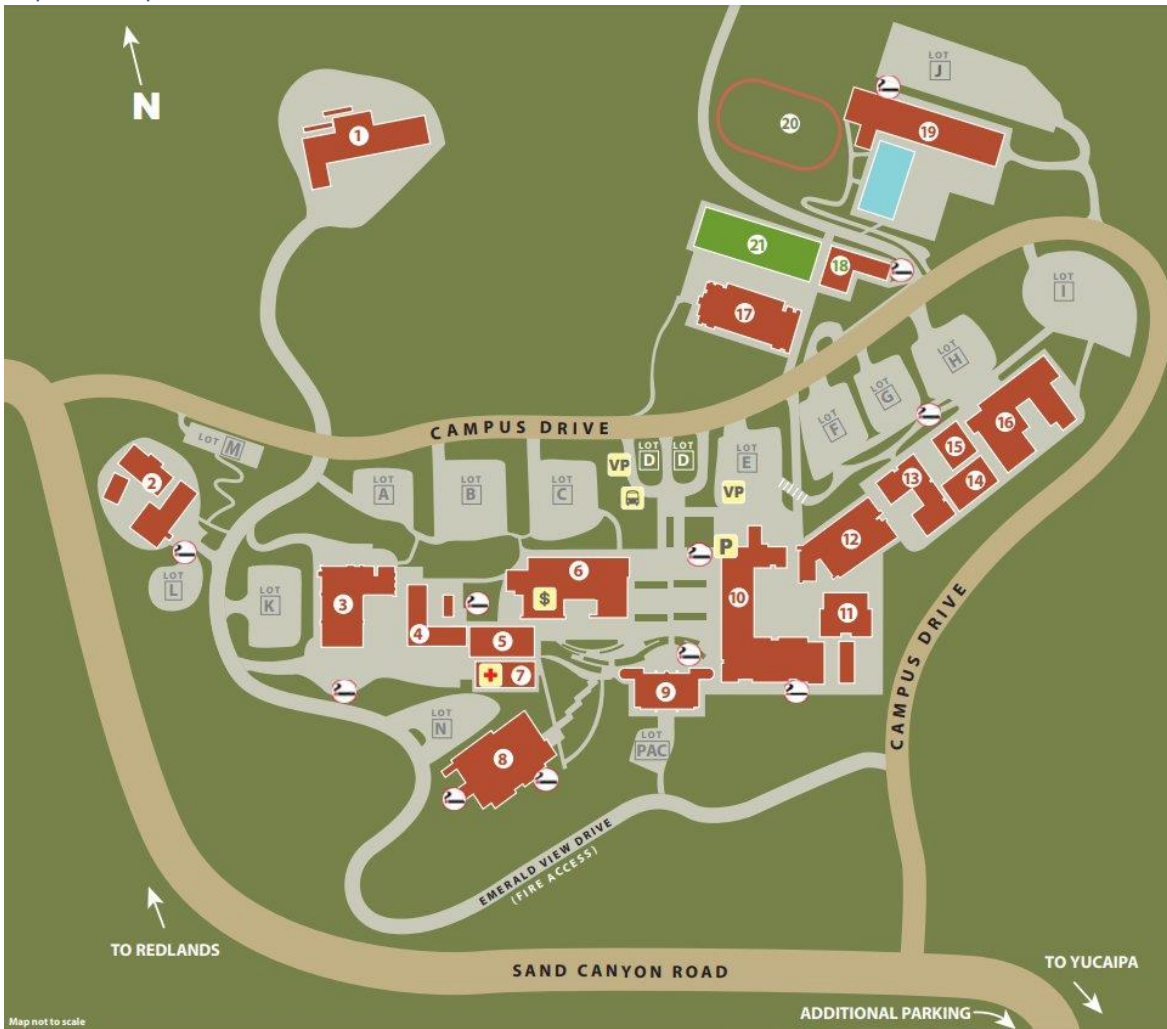 N
LOT
J
1
20
19
21
18
17
LOT
I
LOT
H
LOT
G
LOT
F
16
15
14
13
12
CAMPUS DRIVE
LOT M
2
LOT
A
LOT
B
LOT
C
VP
LOT
D
LOT
D
LOT
E
VP
P
LOT
L
LOT
K
3
4
5
6
$
7
10
11
9
LOT
N
8
LOT
PAC
CAMPUS DRIVE
EMERALD VIEW DRIVE
(FIRE ACCESS)
TO REDLANDS
SAND CANYON ROAD
TO YUCAIPA
ADDITIONAL PARKING
Map not to scale